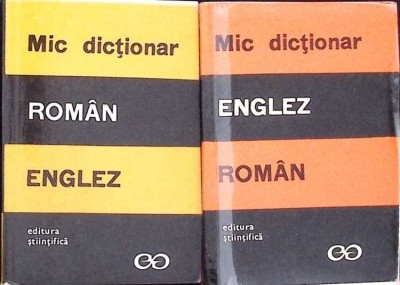 Mic dicţionar
ROMÂN
ENGLEZ
editura
ştiinţifică
Mic dicţionar
ENGLEZ
ROMÂN
editura
ştiinţifică